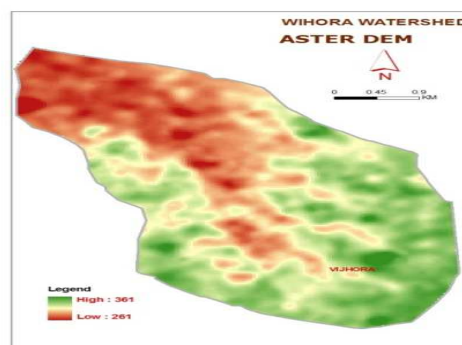 WIHORA WATERSHED
ASTER DEM
N
0 0.45 0.9
KM
VIJHORA
Legend
High : 361
Low : 261